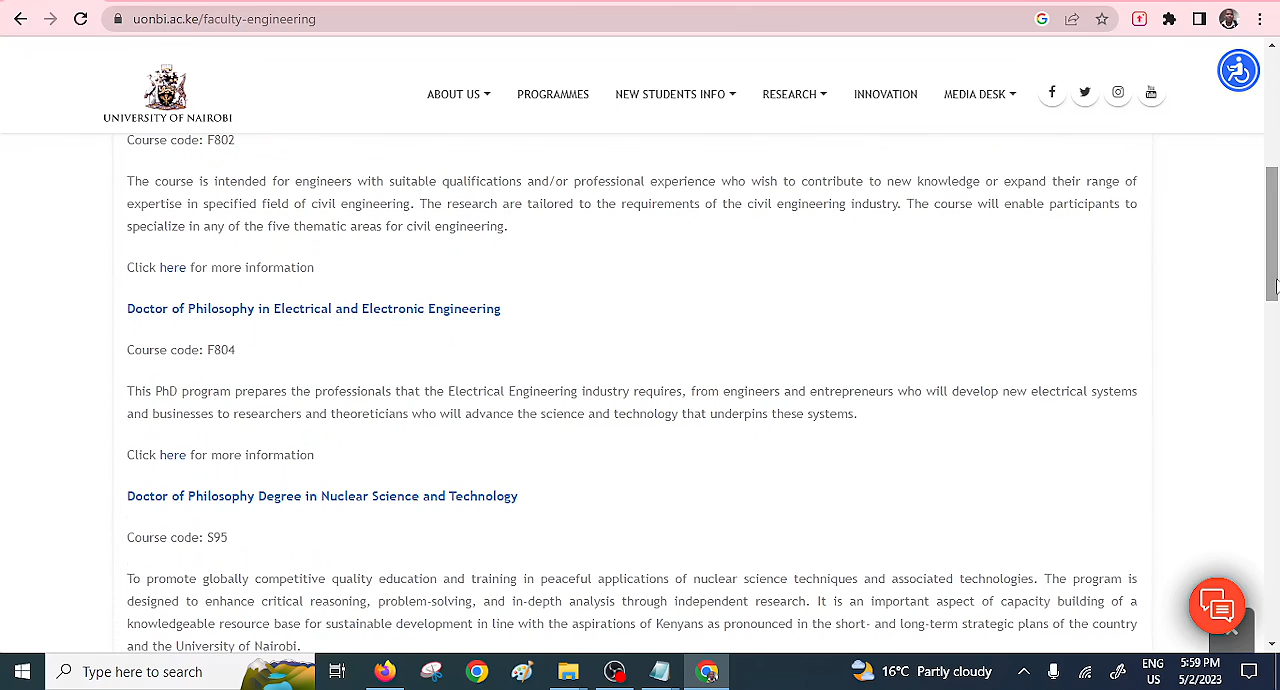 uonbi.ac.ke/faculty-engineering
UNIVERSITY OF NAIROBI
ABOUT US
PROGRAMMES
NEW STUDENTS INFO
RESEARCH
INNOVATION
MEDIA DESK
Course code: F802
The course is intended for engineers with suitable qualifications and/or professional experience who wish to contribute to new knowledge or expand their range of
expertise in specified field of civil engineering. The research are tailored to the requirements of the civil engineering industry. The course will enable participants to
specialize in any of the five thematic areas for civil engineering.
Click here for more information
Doctor of Philosophy in Electrical and Electronic Engineering
Course code: F804
This PhD program prepares the professionals that the Electrical Engineering industry requires, from engineers and entrepreneurs who will develop new electrical systems
and businesses to researchers and theoreticians who will advance the science and technology that underpins these systems.
Click here for more information
Doctor of Philosophy Degree in Nuclear Science and Technology
Course code: S95
To promote globally competitive quality education and training in peaceful applications of nuclear science techniques and associated technologies. The program is
designed to enhance critical reasoning, problem-solving, and in-depth analysis through independent research. It is an important aspect of capacity building of a
knowledgeable resource base for sustainable development in line with the aspirations of Kenyans as pronounced in the short- and long-term strategic plans of the country
and the University of Nairobi.
Type here to search
16°C Partly cloudy
ENG
US
5:59 PM
5/2/2023